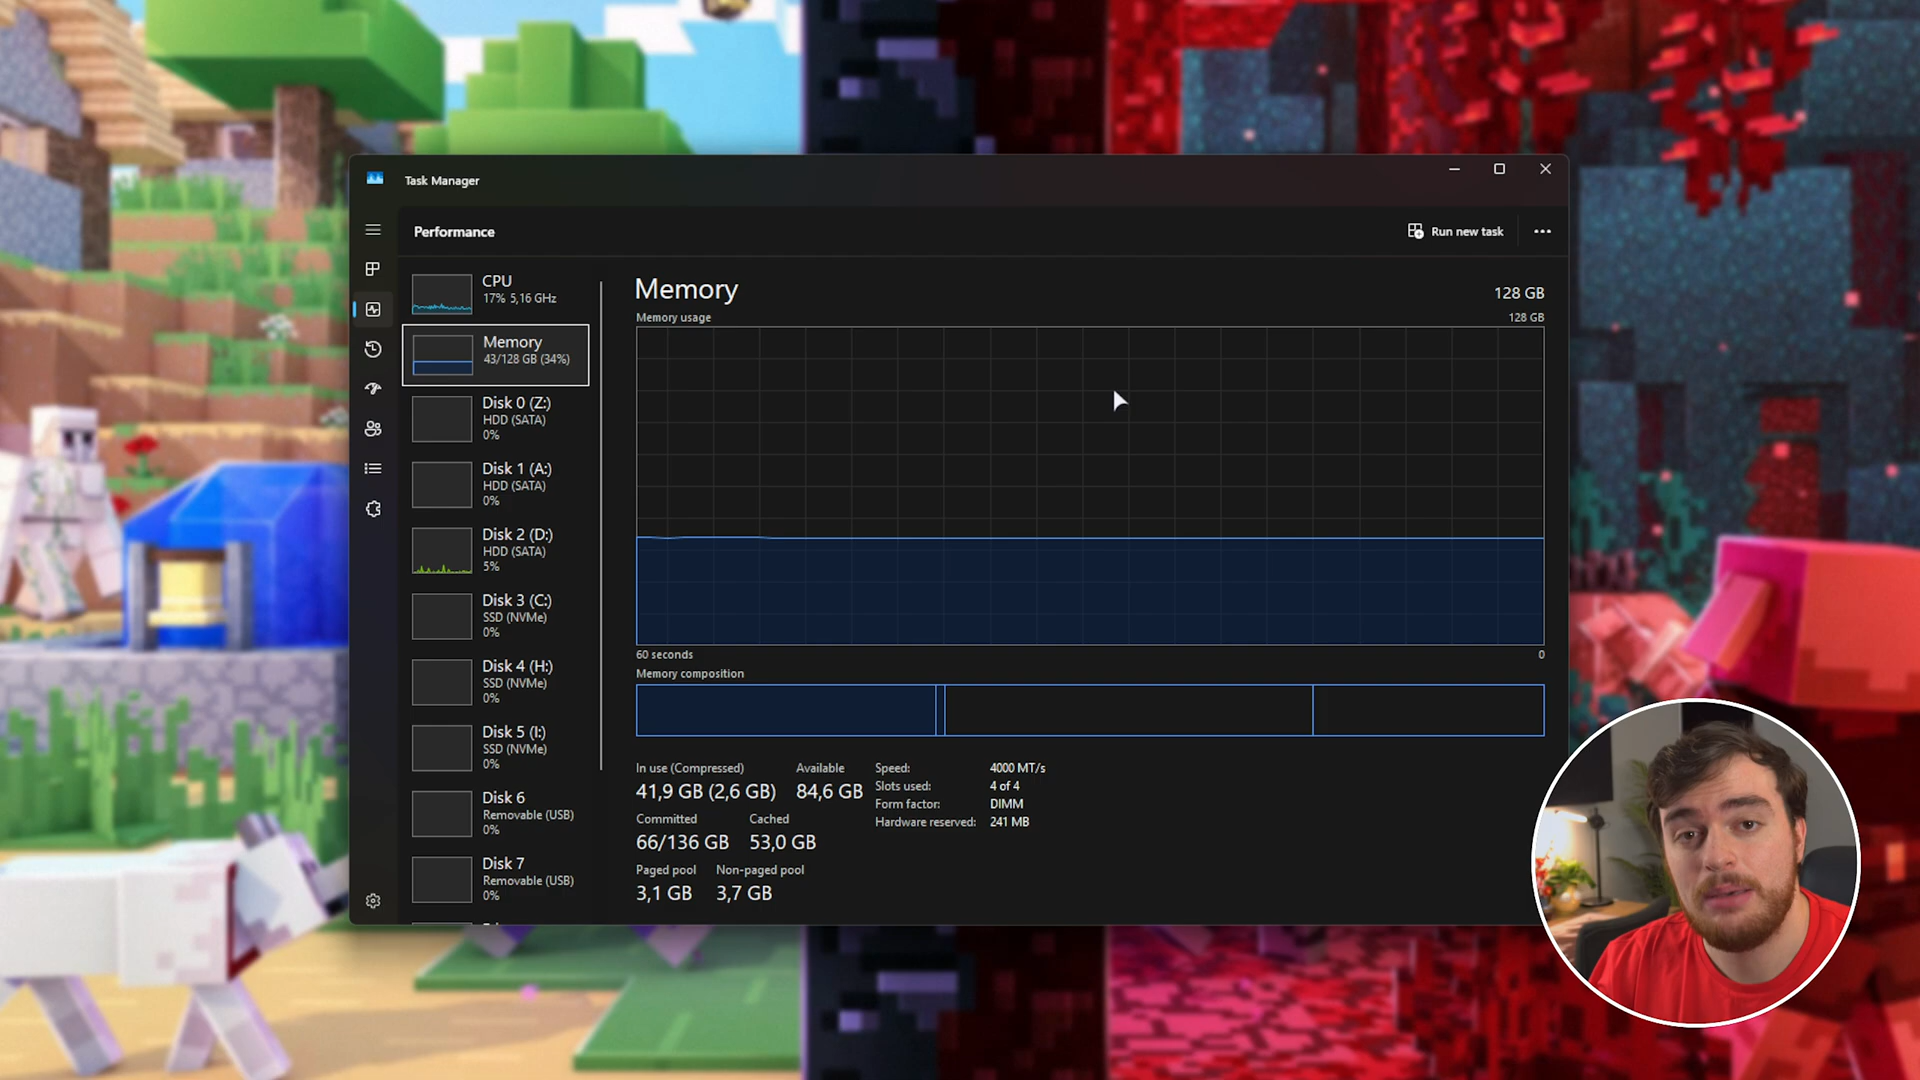 Task Manager
Performance
Run new task
CPU
17% 5,16 GHz
Memory
43/128 GB (34%)
Disk 0 (Z:)
HDD (SATA)
0%
Disk 1 (A:)
HDD (SATA)
0%
Disk 2 (D:)
HDD (SATA)
5%
Disk 3 (C:)
SSD (NVMe)
0%
Disk 4 (H:)
SSD (NVMe)
0%
Disk 5 (I:)
SSD (NVMe)
0%
Disk 6
Removable (USB)
0%
Disk 7
Removable (USB)
0%
Memory
128 GB
Memory usage
128 GB
60 seconds
0
Memory composition
In use (Compressed)
41,9 GB (2,6 GB)
Available
84,6 GB
Committed
66/136 GB
Cached
53,0 GB
Paged pool
3,1 GB
Non-paged pool
3,7 GB
Speed: 4000 MT/s
Slots used: 4 of 4
Form factor: DIMM
Hardware reserved: 241 MB